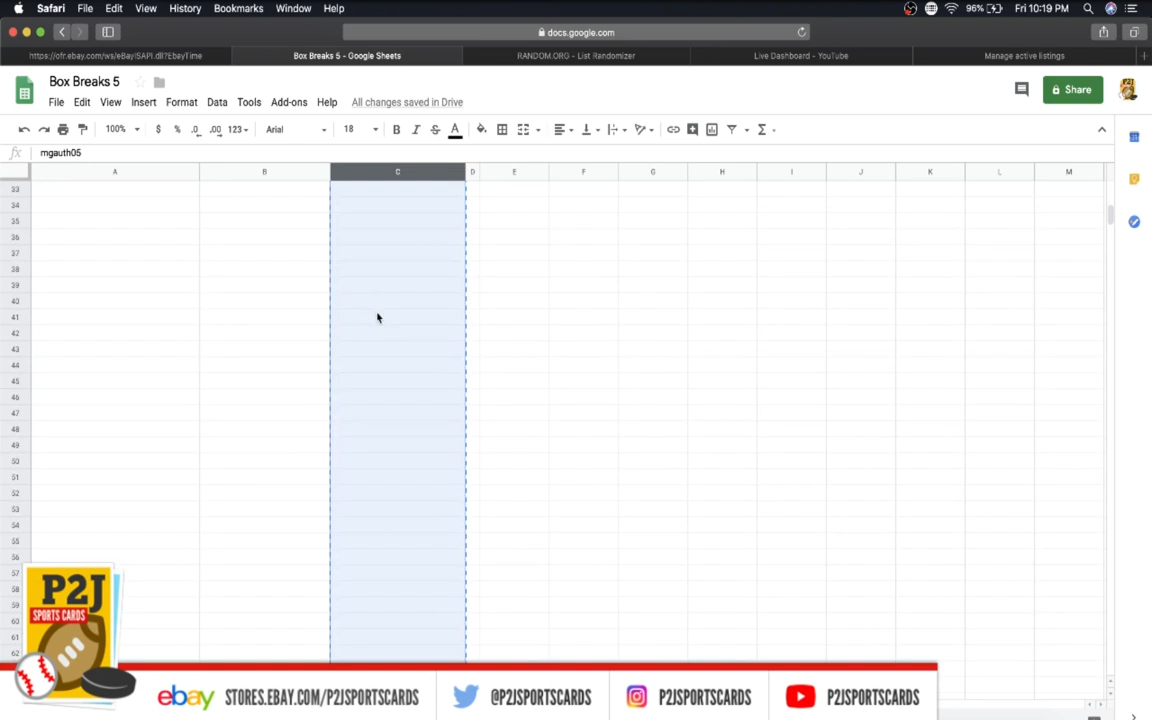 Safari File Edit View History Bookmarks Window Help 96% Fri 10:19 PM
docs.google.com
https://ofr.ebay.com/ws/eBayISAPI.dll?EbayTime Box Breaks 5 - Google Sheets RANDOM.ORG - List Randomizer Live Dashboard - YouTube Manage active listings
Box Breaks 5
File Edit View Insert Format Data Tools Add-ons Help All changes saved in Drive
Share
100% $ % .0 .00 123 Arial 18 B I S A
fx mgauth05
A B C D E F G H I J K L M
33
34
35
36
37
38
39
40
41
42
43
44
45
46
47
48
49
50
51
52
53
54
55
56
57
58
59
60
61
62
P2J
SPORTS CARDS
ebay STORES.EBAY.COM/P2JSPORTSCARDS @P2JSPORTSCARDS P2JSPORTSCARDS P2JSPORTSCARDS